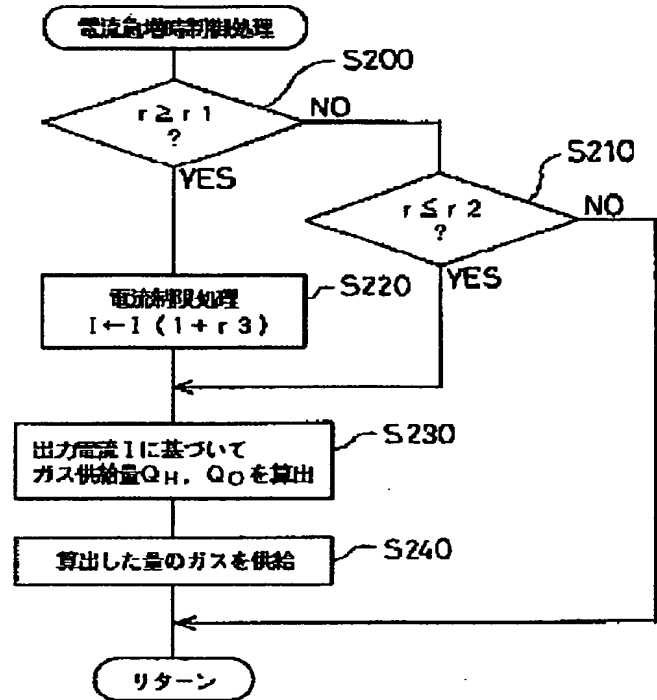 電流急増時制御処理
S200
r≧r1
?
NO
YES
S210
r≦r2
?
NO
YES
S220
電流制限処理
I←I(1+r3)
S230
出力電流Iに基づいて
ガス供給量QH,QOを算出
S240
算出した量のガスを供給
リターン